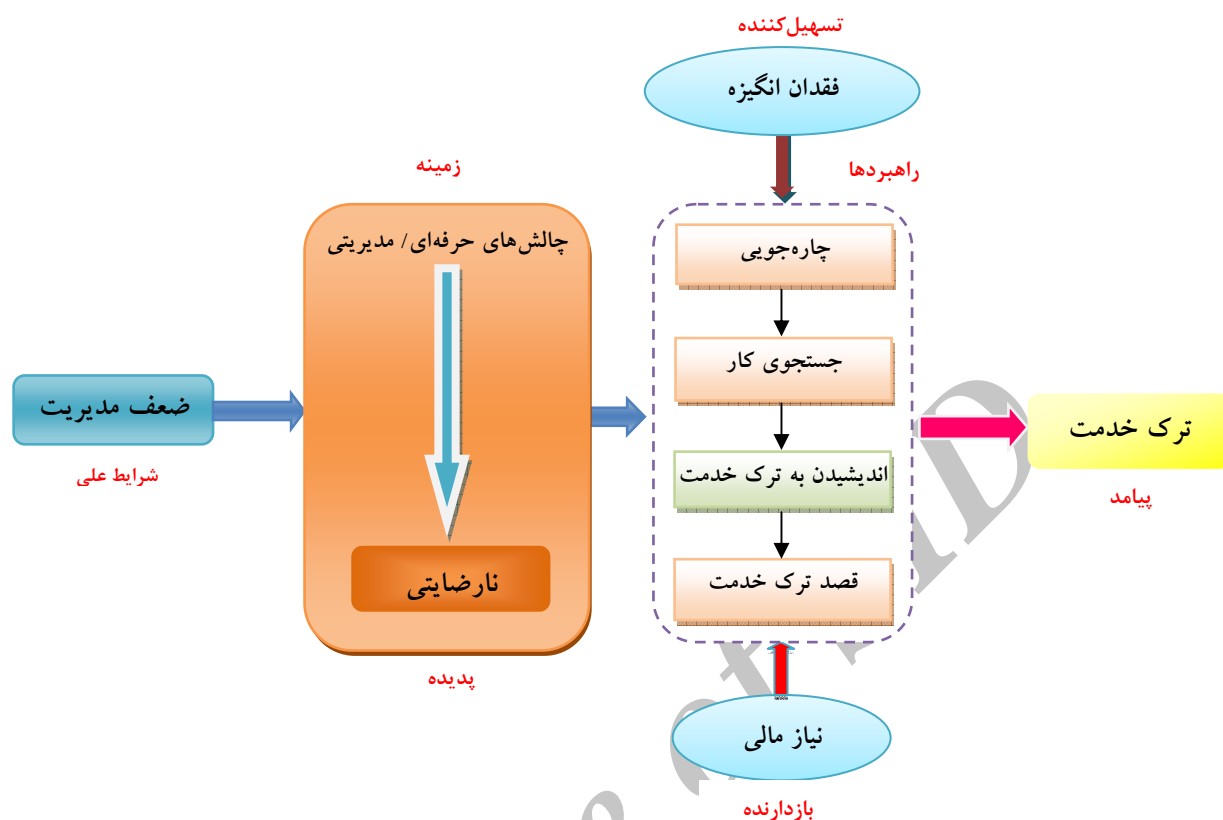 تسهیل‌کننده
فقدان انگیزه
راهبردها
زمینه
چالش‌های حرفه‌ای/ مدیریتی
نارضایتی
پدیده
ضعف مدیریت
شرایط علی
چاره‌جویی
جستجوی کار
اندیشیدن به ترک خدمت
قصد ترک خدمت
ترک خدمت
پیامد
نیاز مالی
بازدارنده